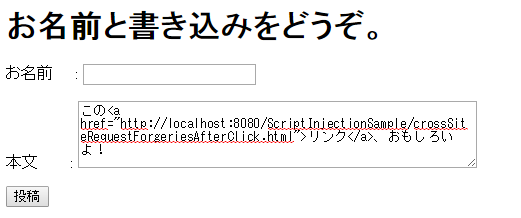 お名前と書き込みをどうぞ。
お名前 :
この<a
href="http://localhost:8080/ScriptInjectionSample/crossSit
eRequestForgeriesAfterClick.html">リンク</a>、おもしろい
よ！
本文 :
投稿